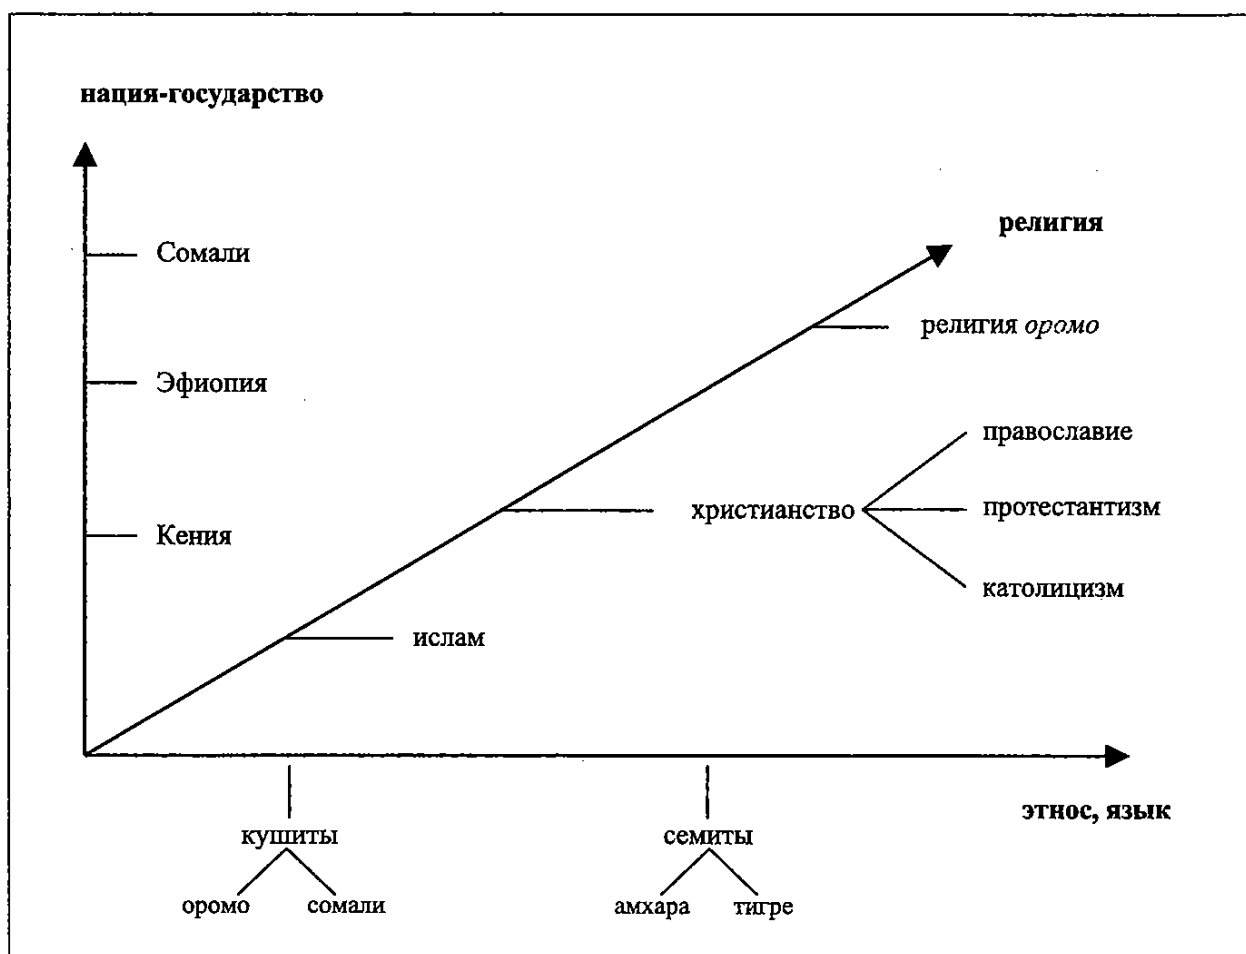 нация-государство
религия
Сомали
религия оромо
Эфиопия
православие
христианство
протестантизм
Кения
католицизм
ислам
этнос, язык
кушиты
семиты
оромо
сомали
амхара
тигре